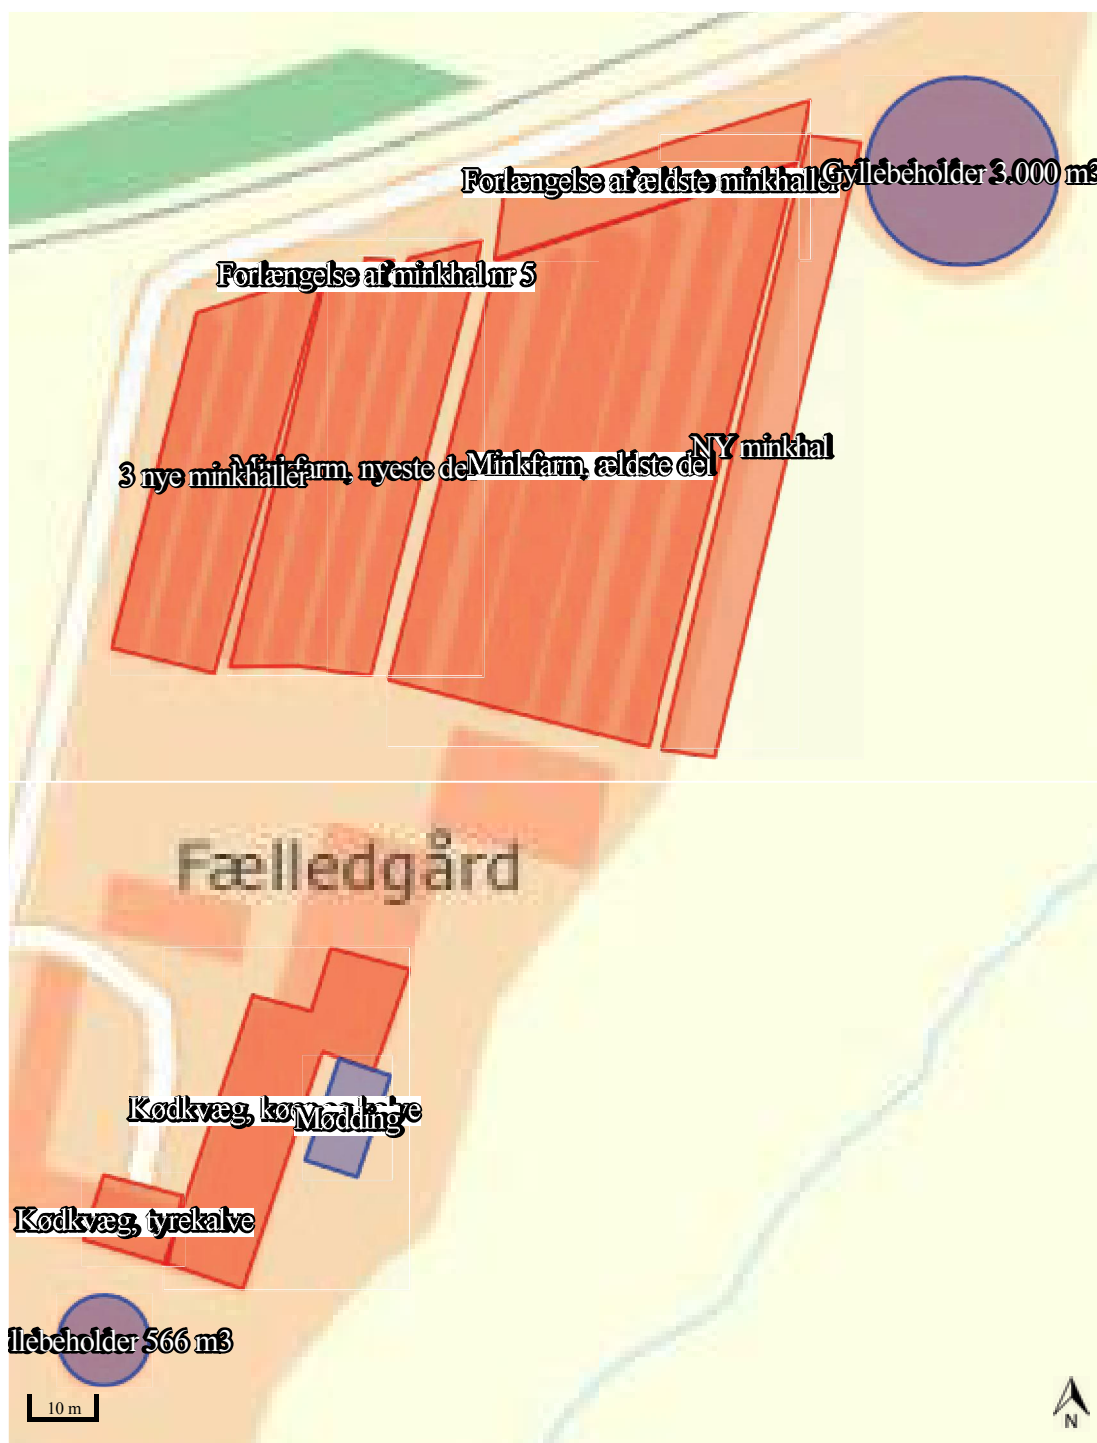 Forlængelse af ældste minkhaller
Gyllebeholder 3.000 m3
Forlængelse af minkhal nr 5
NY minkhal
3 nye minkhaller
Minkfarm, nyeste del
Minkfarm, ældste del
Fælledgård
Kødkvæg, køer og kalve
Mødding
Kødkvæg, tyrekalve
llebeholder 566 m3
10 m
N